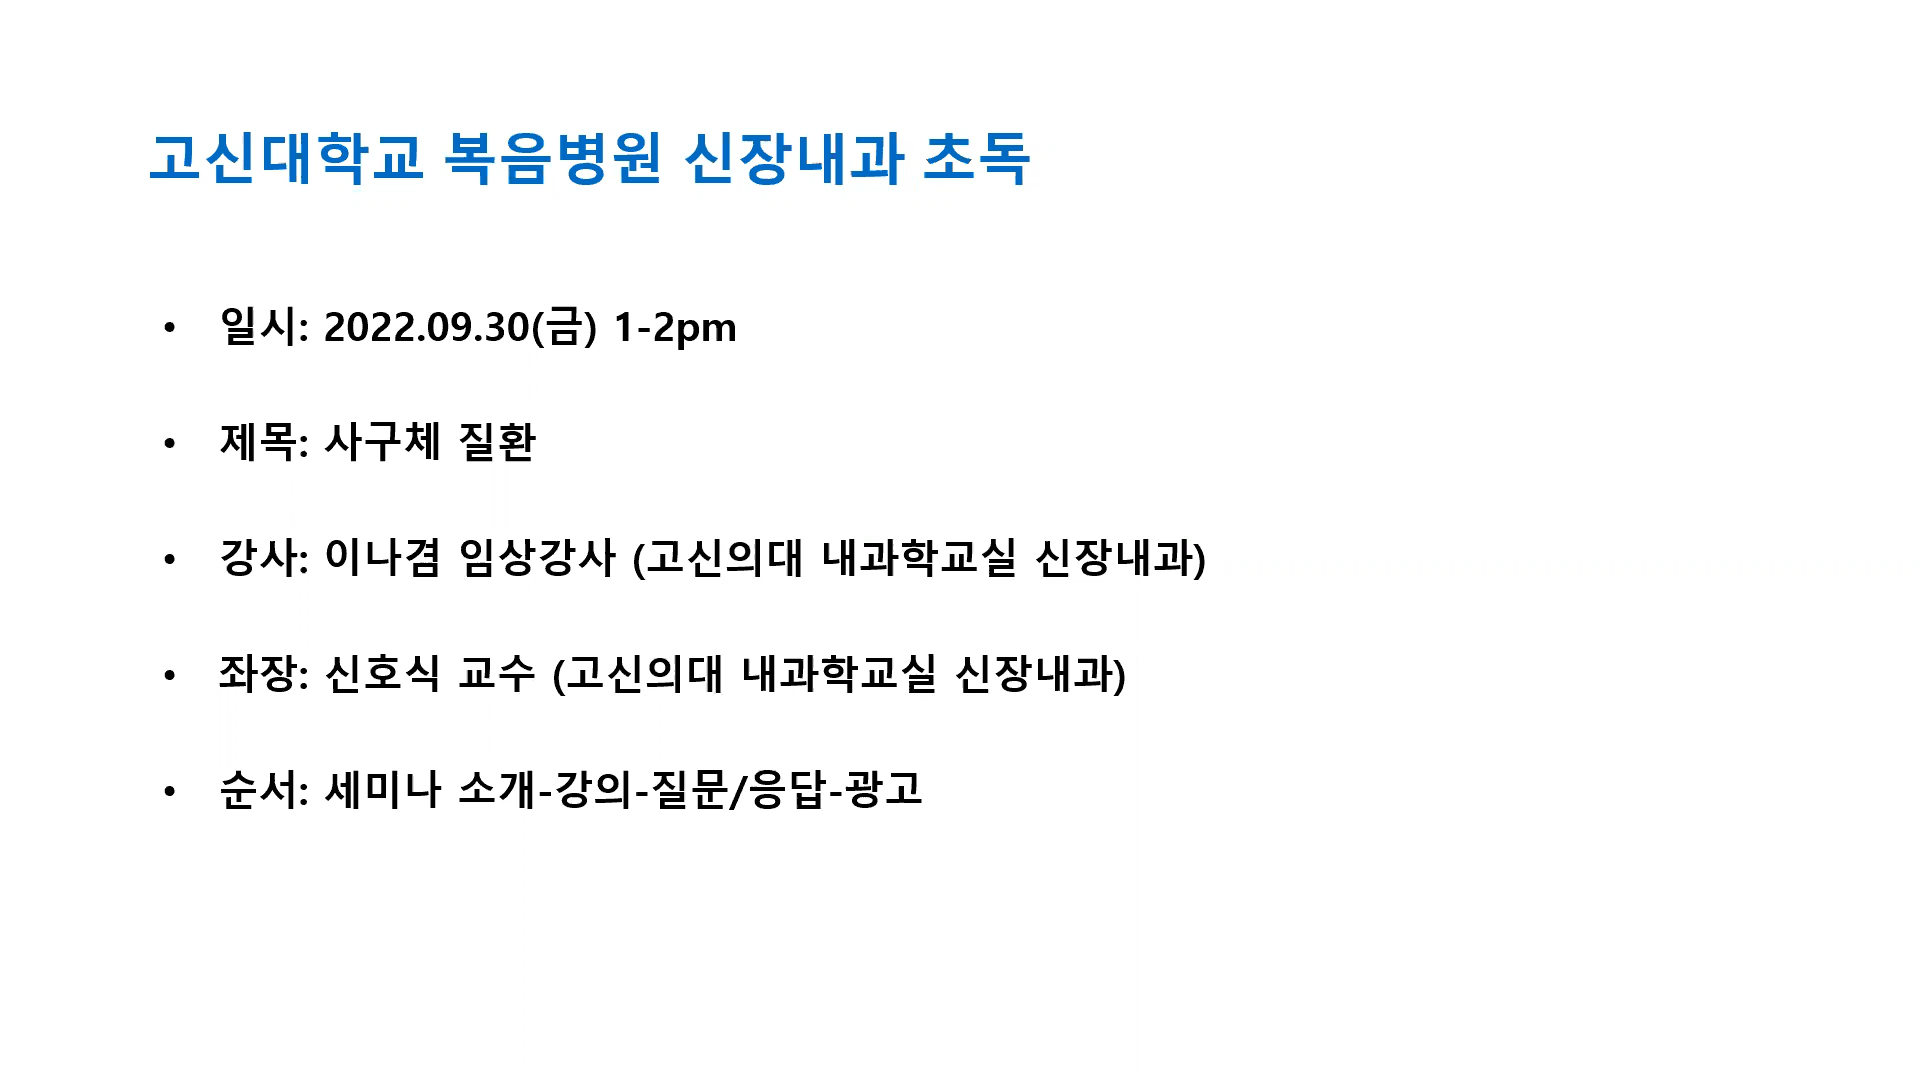 고신대학교 복음병원 신장내과 초독
• 일시: 2022.09.30(금) 1-2pm
• 제목: 사구체 질환
• 강사: 이나겸 임상강사 (고신의대 내과학교실 신장내과)
• 좌장: 신호식 교수 (고신의대 내과학교실 신장내과)
• 순서: 세미나 소개-강의-질문/응답-광고